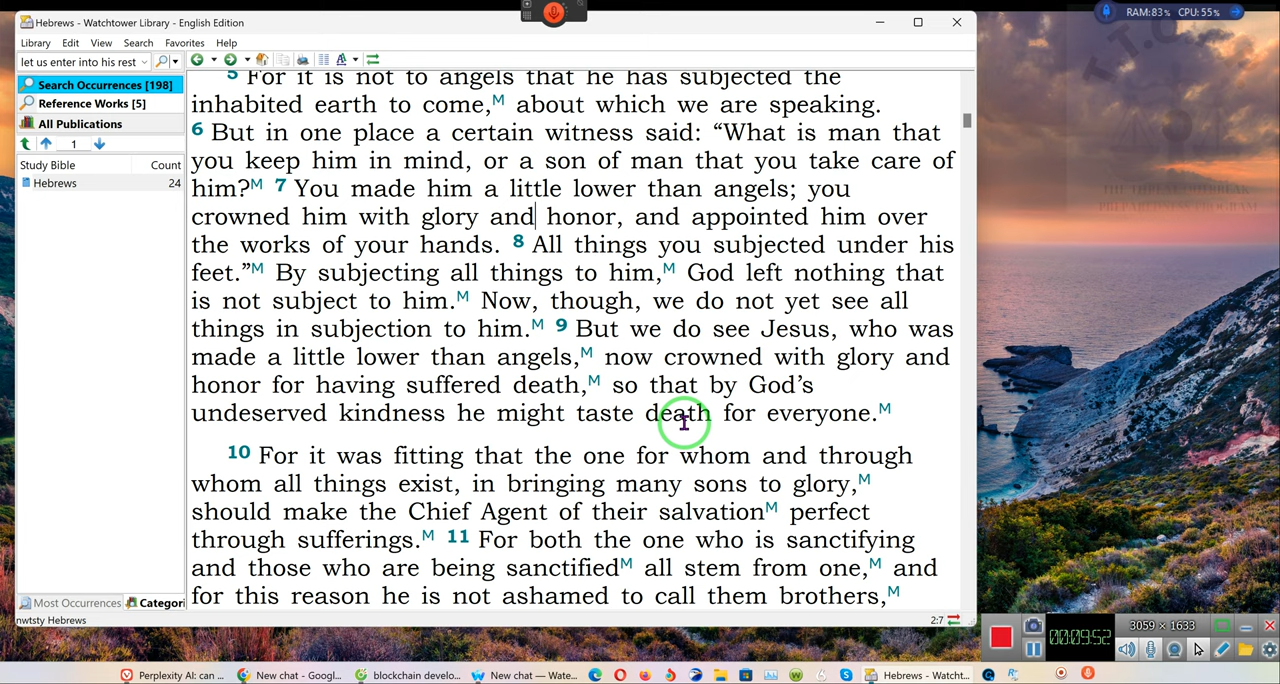 Hebrews - Watchtower Library - English Edition
RAM:83% CPU: 55%
Library Edit View Search Favorites Help
let us enter into his rest
Search Occurrences [198]
Reference Works [5]
All Publications
1
Study Bible Count
Hebrews 24
5 For it is not to angels that he has subjected the
inhabited earth to come,M about which we are speaking.
6 But in one place a certain witness said: “What is man that
you keep him in mind, or a son of man that you take care of
him?M 7 You made him a little lower than angels; you
crowned him with glory and honor, and appointed him over
the works of your hands. 8 All things you subjected under his
feet.”M By subjecting all things to him,M God left nothing that
is not subject to him.M Now, though, we do not yet see all
things in subjection to him.M 9 But we do see Jesus, who was
made a little lower than angels,M now crowned with glory and
honor for having suffered death,M so that by God’s
undeserved kindness he might taste death for everyone.M
10 For it was fitting that the one for whom and through
whom all things exist, in bringing many sons to glory,M
should make the Chief Agent of their salvationM perfect
through sufferings.M 11 For both the one who is sanctifying
and those who are being sanctifiedM all stem from one,M and
for this reason he is not ashamed to call them brothers,M
Most Occurrences Categori
nwtsty Hebrews
2:7
3059 × 1633
00:09:52
Perplexity AI: can ...
New chat - Googl...
blockchain develo...
New chat — Wate...
Hebrews - Watcht...